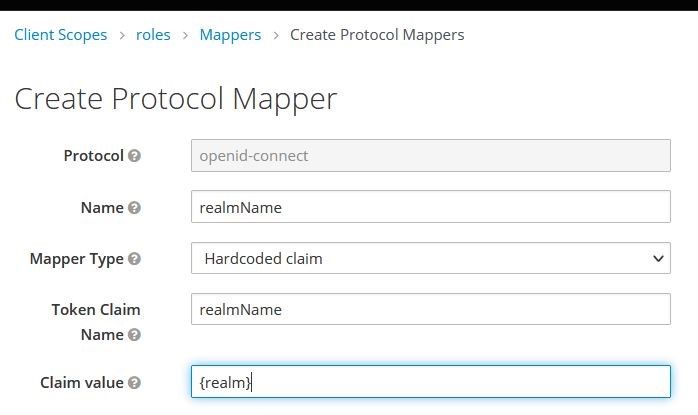 Client Scopes > roles > Mappers > Create Protocol Mappers
Create Protocol Mapper
Protocol
openid-connect
Name
realmName
Mapper Type
Hardcoded claim
Token Claim Name
realmName
Claim value
{realm}